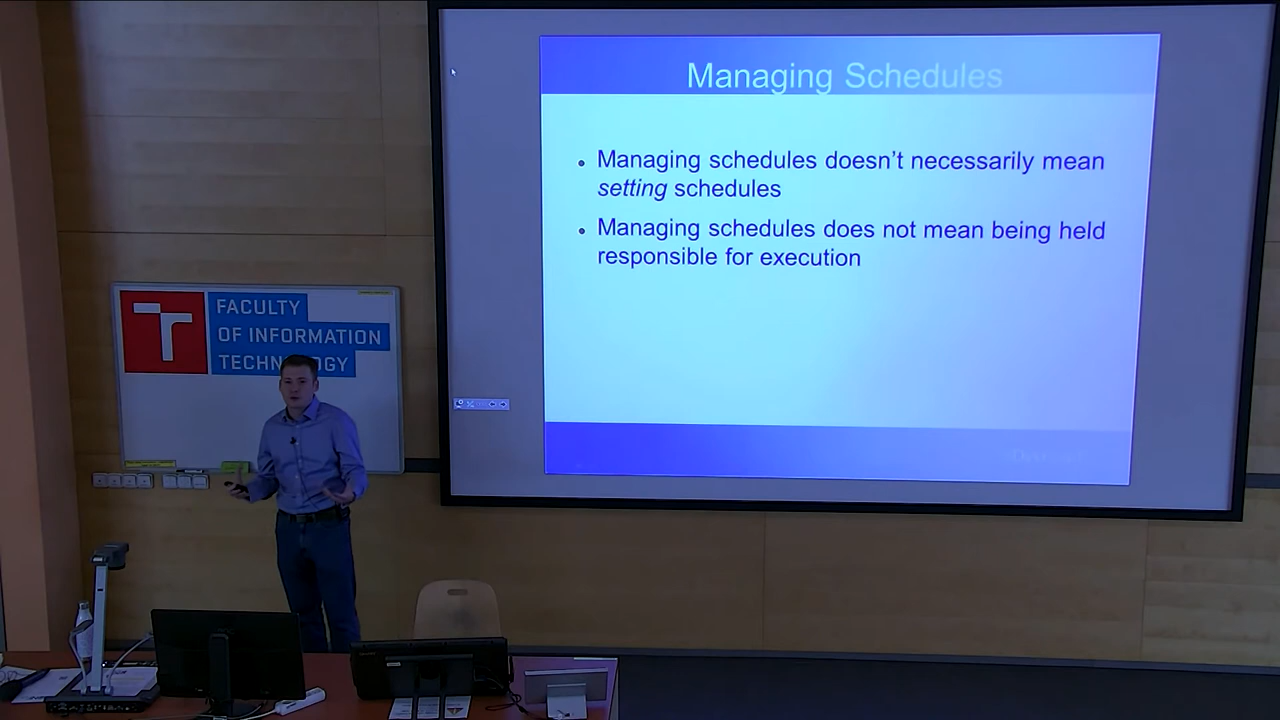 Managing Schedules
Managing schedules doesn't necessarily mean
setting schedules
Managing schedules does not mean being held
responsible for execution
FACULTY
OF INFORMATION
TECHN GY